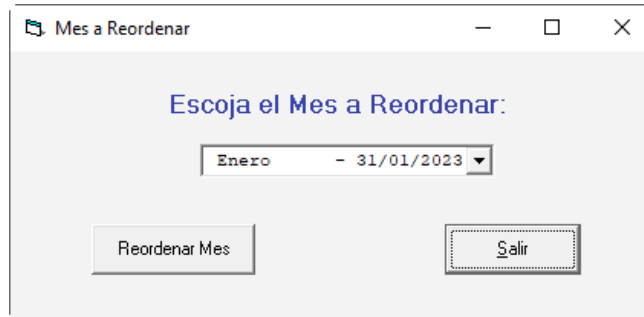 Mes a Reordenar
Escoja el Mes a Reordenar:
Enero - 31/01/2023
Reordenar Mes
Salir